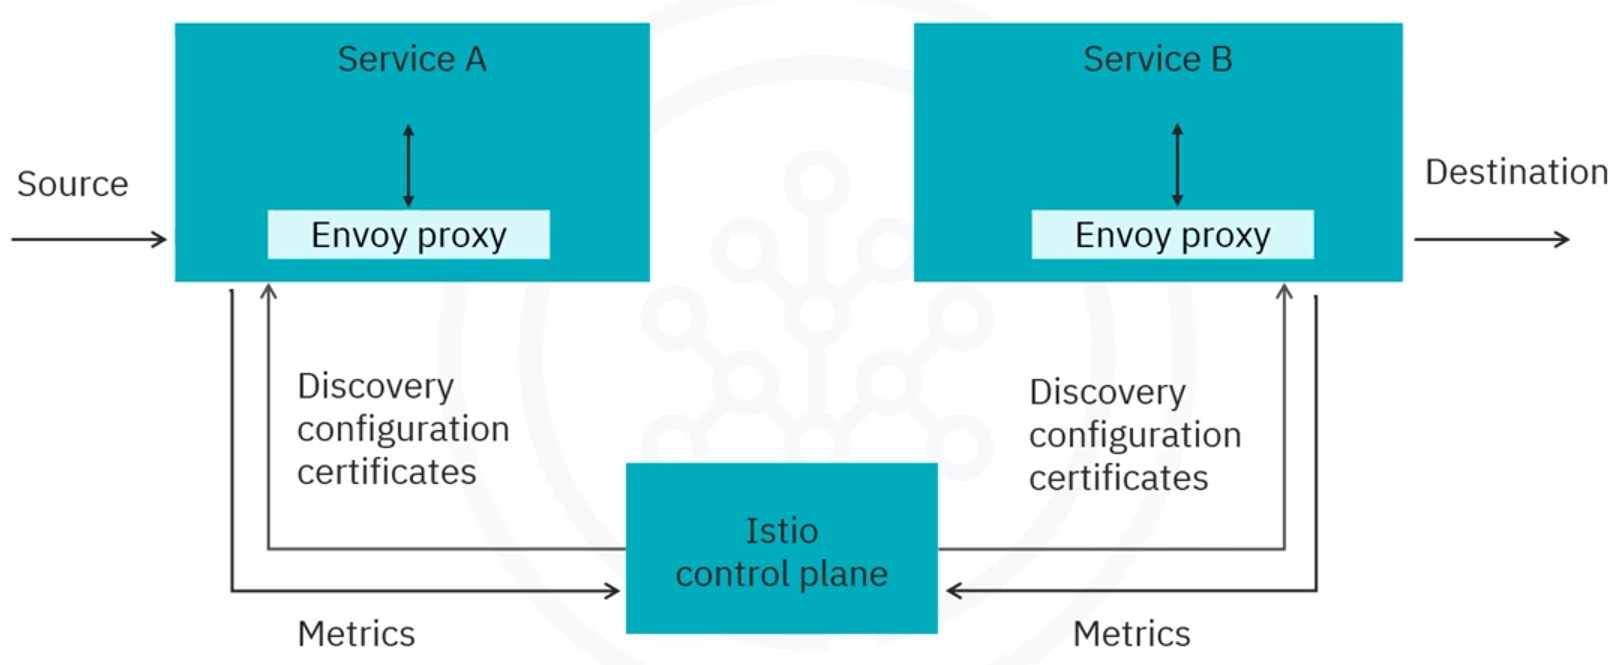 Service A
Service B
Source
Envoy proxy
Envoy proxy
Destination
Discovery
configuration
certificates
Discovery
configuration
certificates
Istio
control plane
Metrics
Metrics